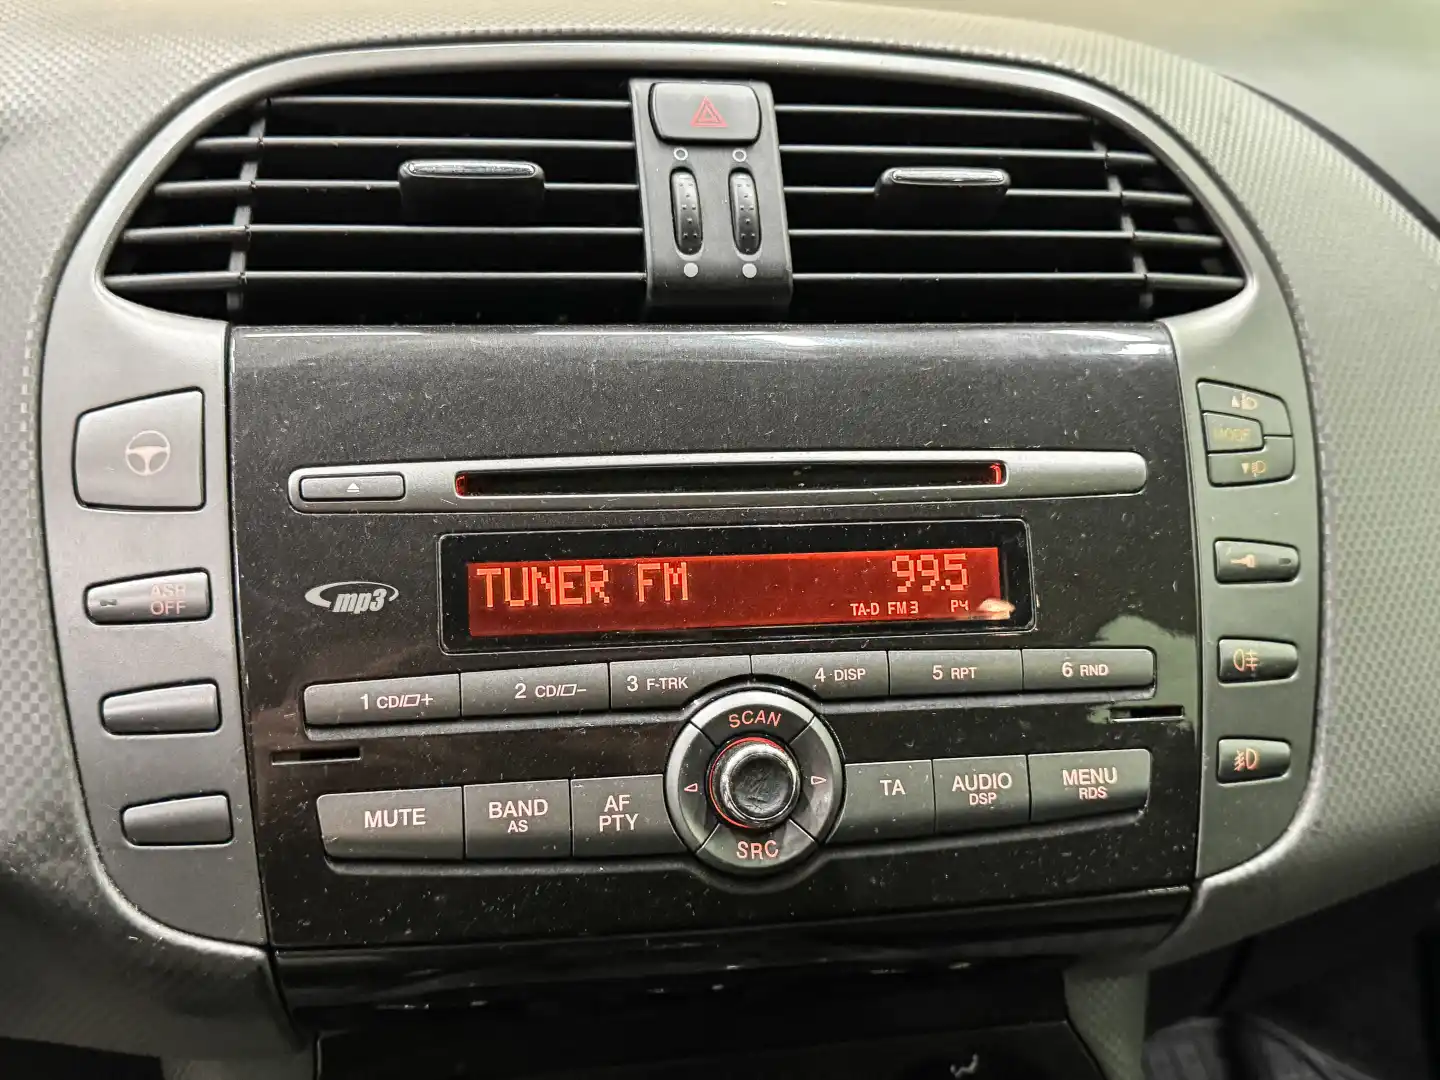 MODE
ASR
OFF
mp3
TUNER FM 99.5
TA-D FM3 P4
1 CD/+
2 CD/-
3 F-TRK
4 DISP
5 RPT
6 RND
SCAN
MUTE
BAND
AS
AF
PTY
SRC
TA
AUDIO
DSP
MENU
RDS